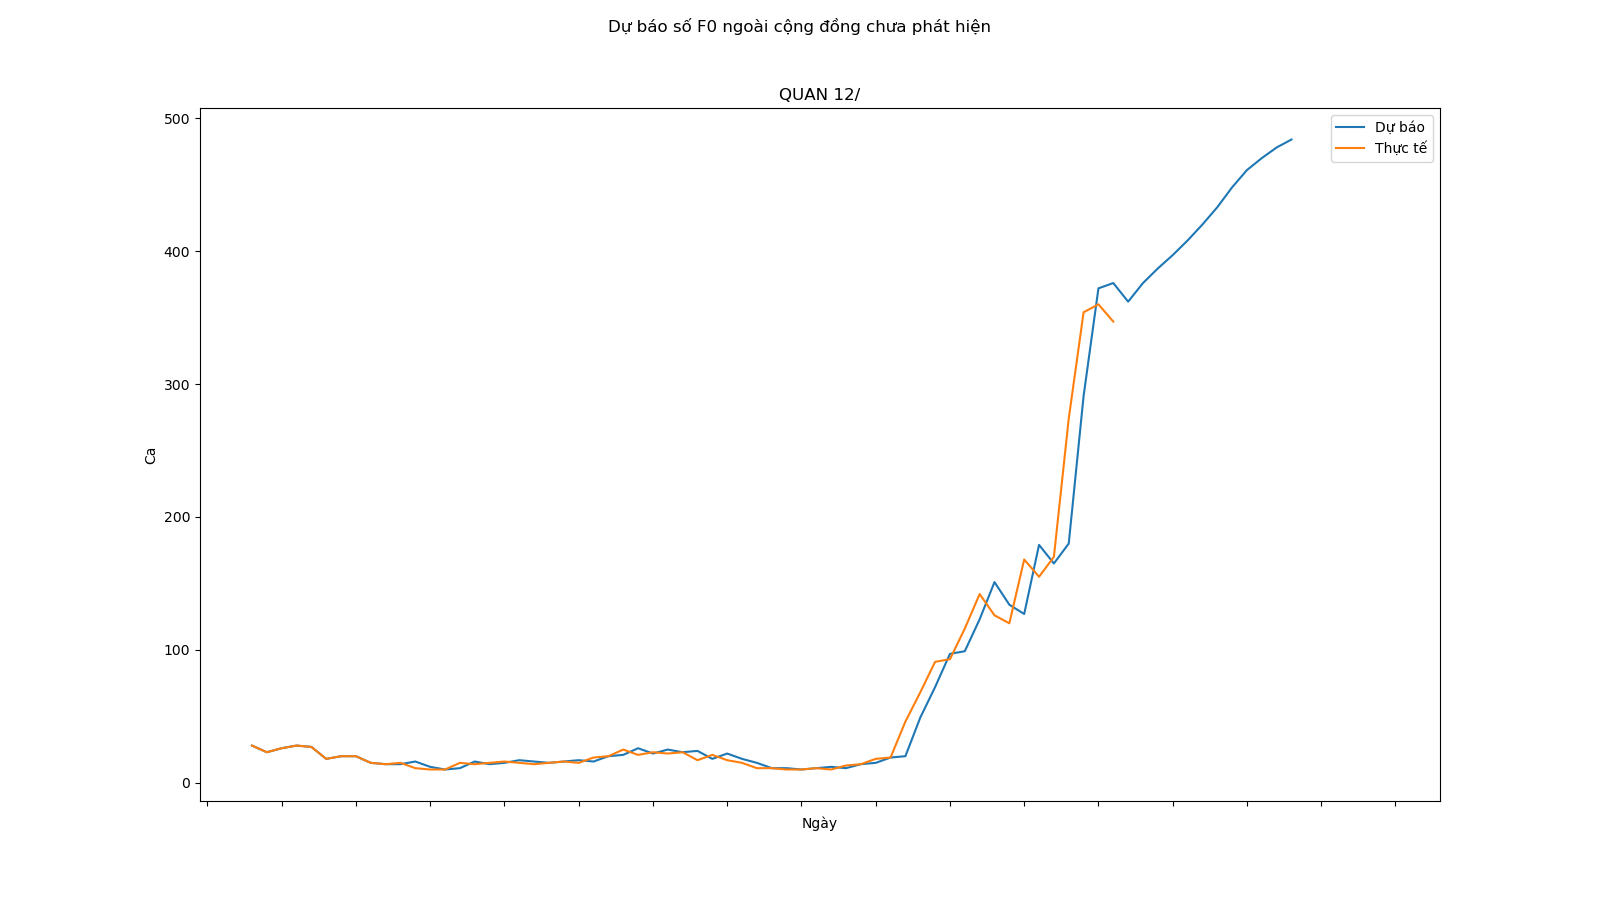 Dự báo số F0 ngoài cộng đồng chưa phát hiện
QUAN 12/
500
400
300
200
100
0
Ca
Ngày
Dự báo
Thực tế